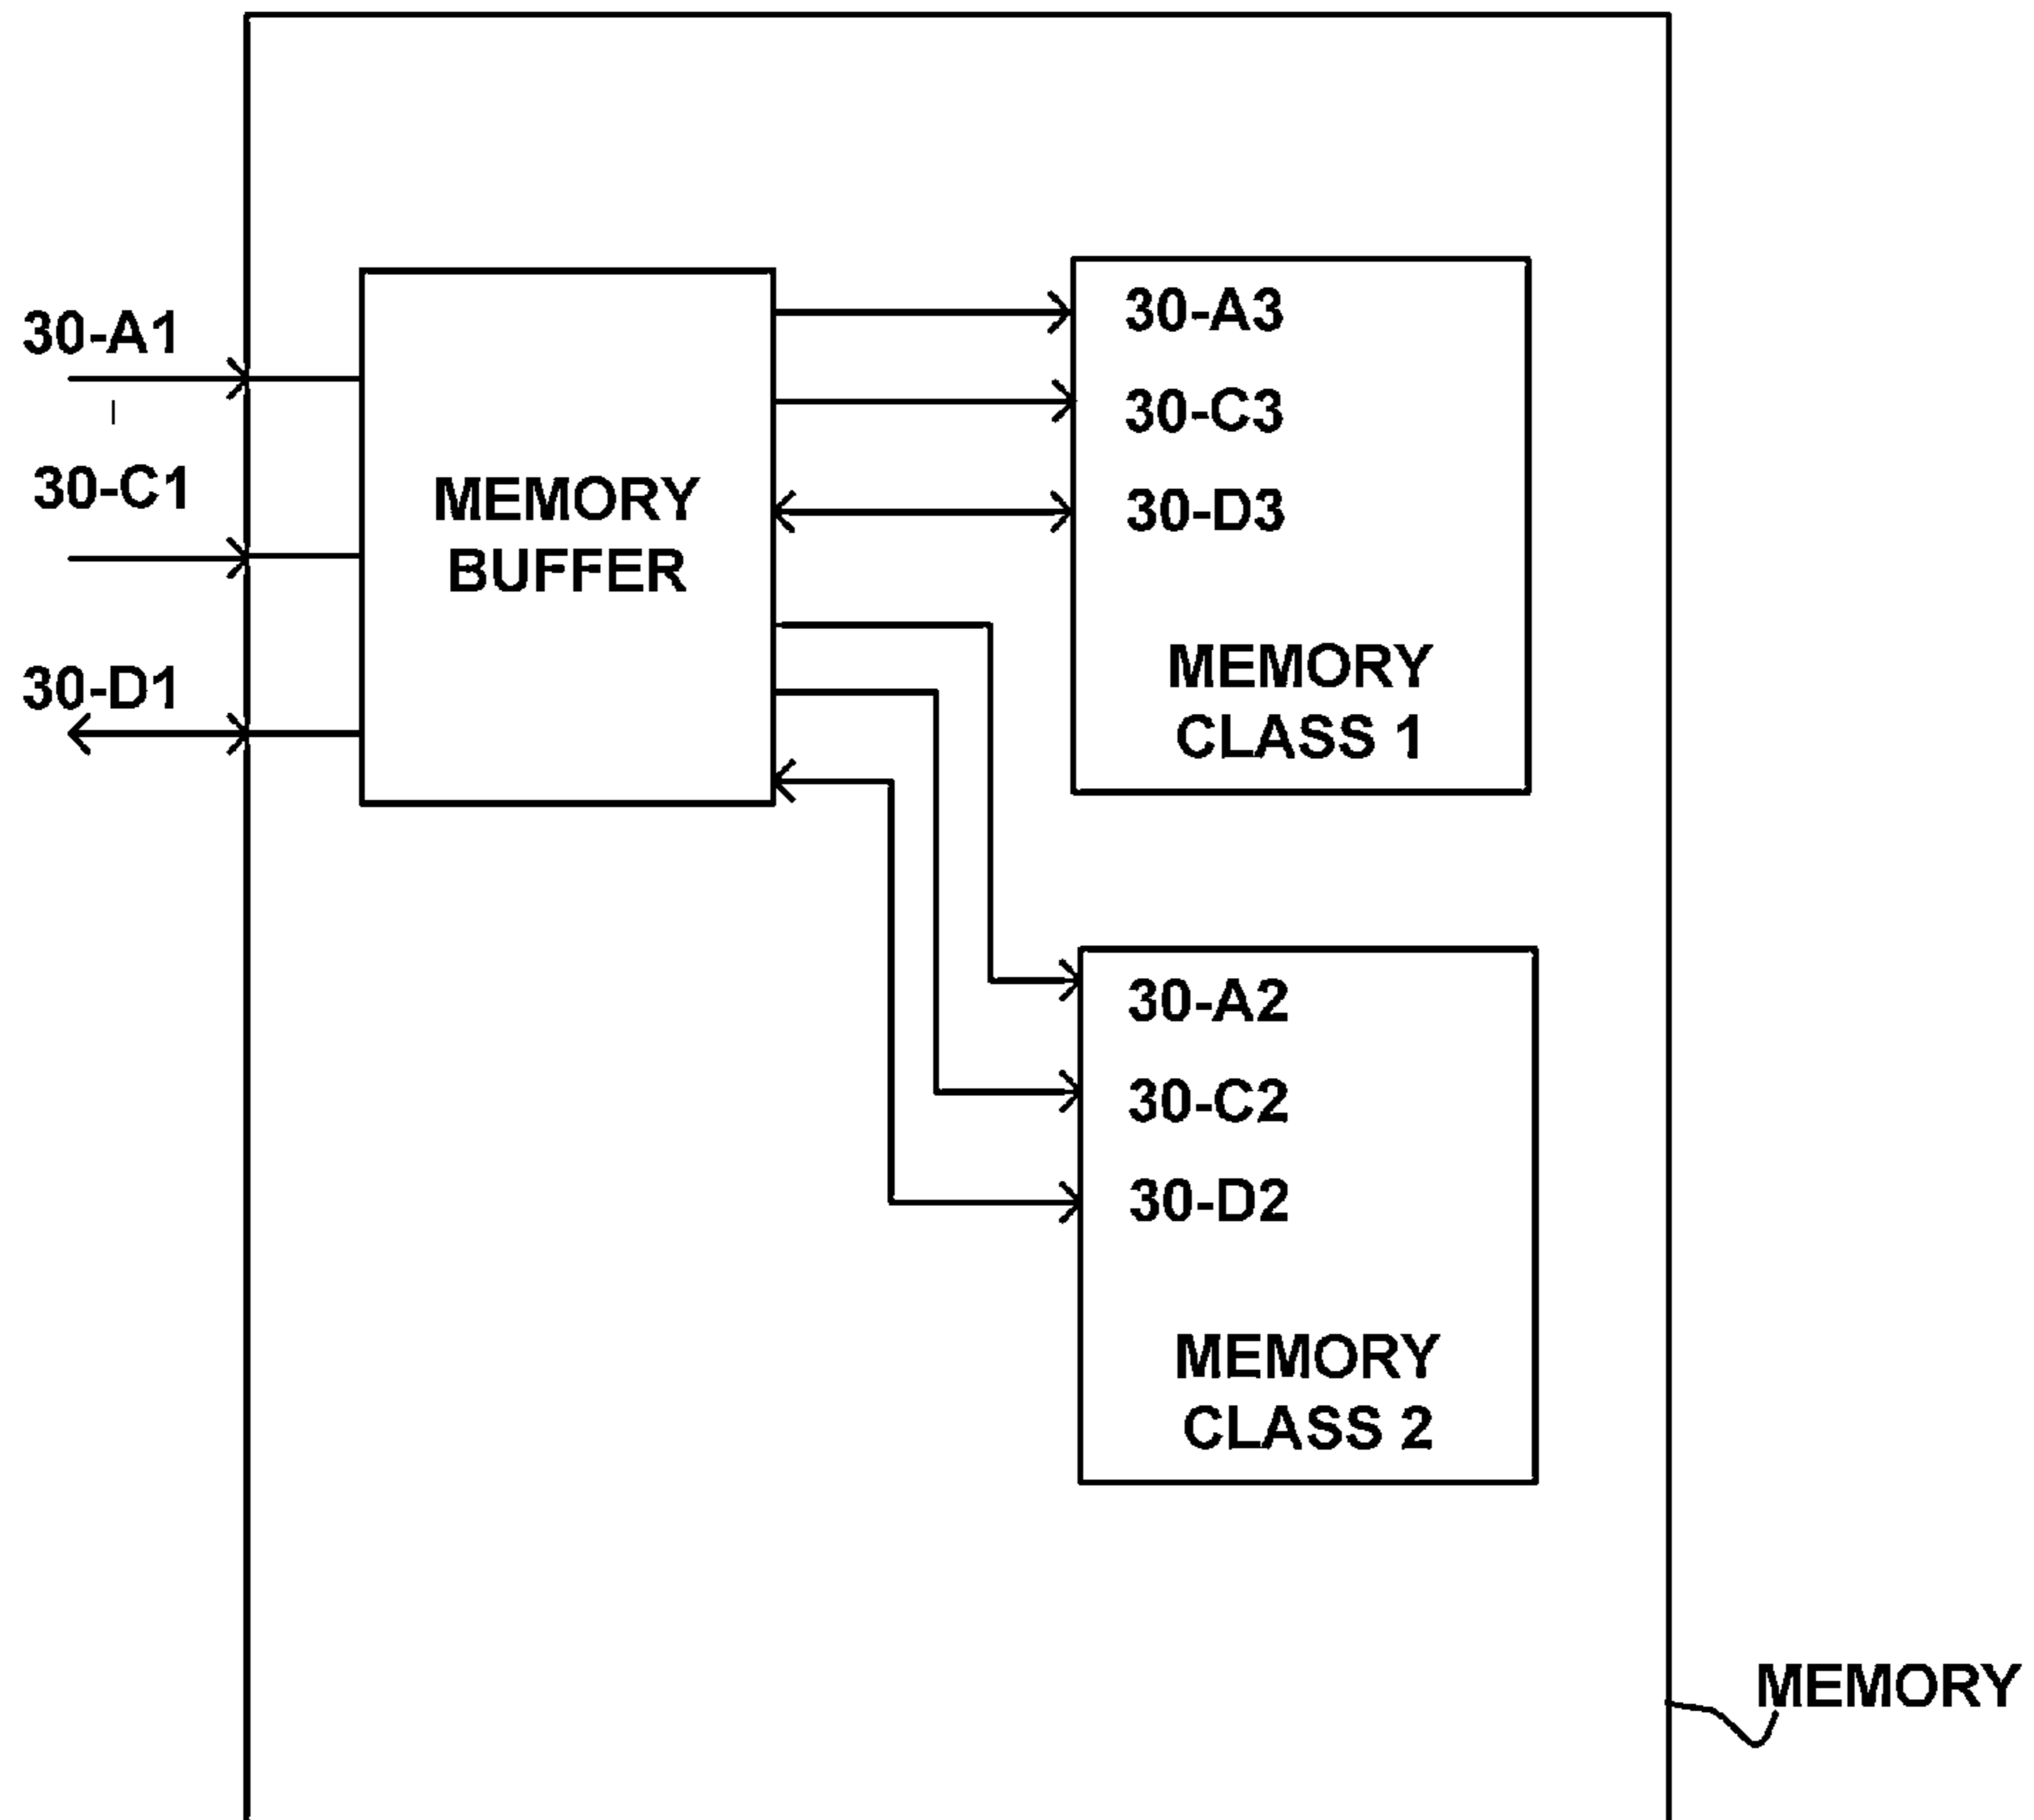 30-A1
30-C1
30-D1
MEMORY
BUFFER
30-A3
30-C3
30-D3
MEMORY
CLASS 1
30-A2
30-C2
30-D2
MEMORY
CLASS 2
MEMORY